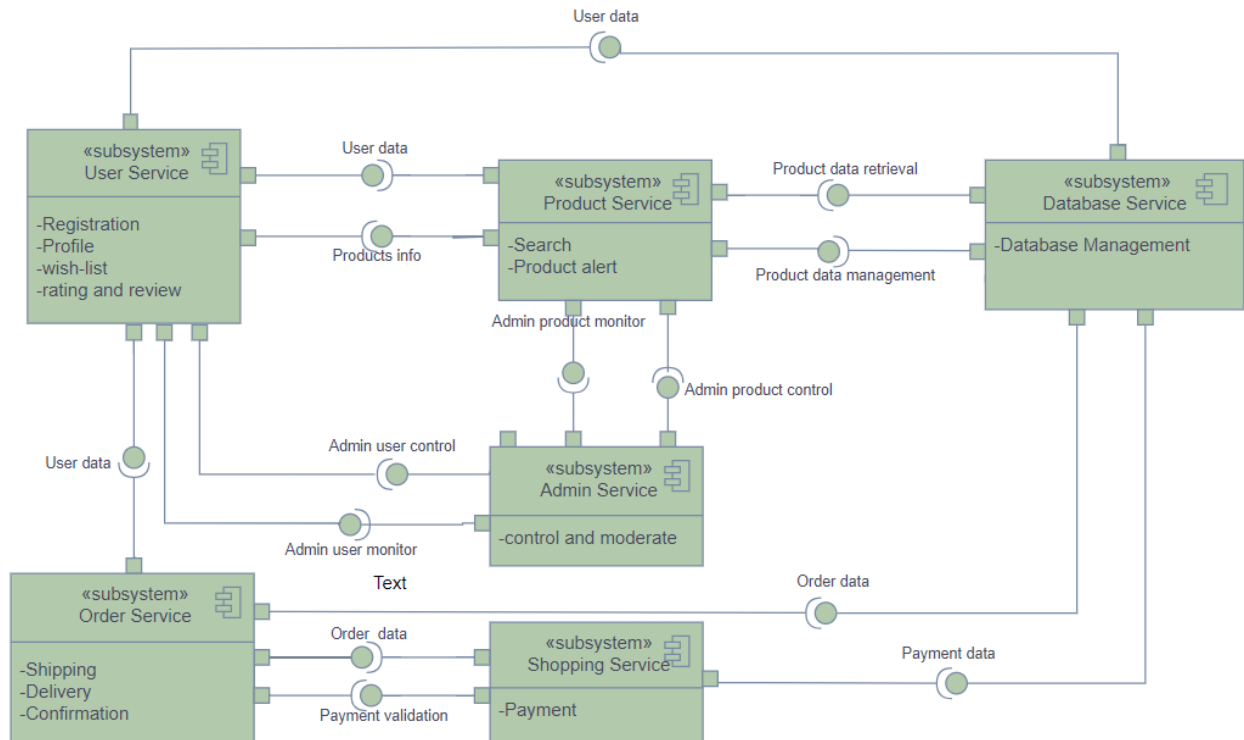 User data
«subsystem»
User Service
-Registration
-Profile
-wish-list
-rating and review
User data
Products info
«subsystem»
Product Service
-Search
-Product alert
Product data retrieval
Product data management
«subsystem»
Database Service
-Database Management
Admin product monitor
Admin product control
Admin user control
User data
«subsystem»
Admin Service
-control and moderate
Admin user monitor
Text
«subsystem»
Order Service
-Shipping
-Delivery
-Confirmation
Order data
Order data
Payment validation
«subsystem»
Shopping Service
-Payment
Payment data